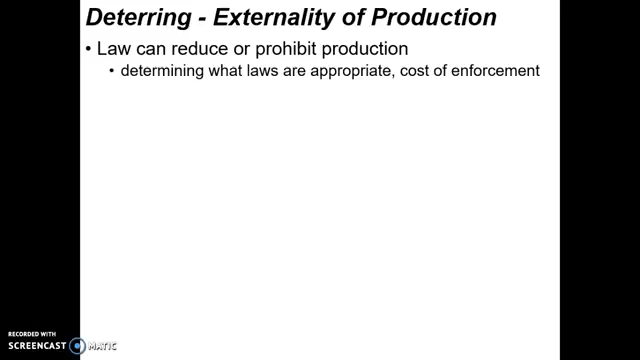 Deterring - Externality of Production
• Law can reduce or prohibit production
• determining what laws are appropriate, cost of enforcement
RECORDED WITH
SCREENCAST MATIC